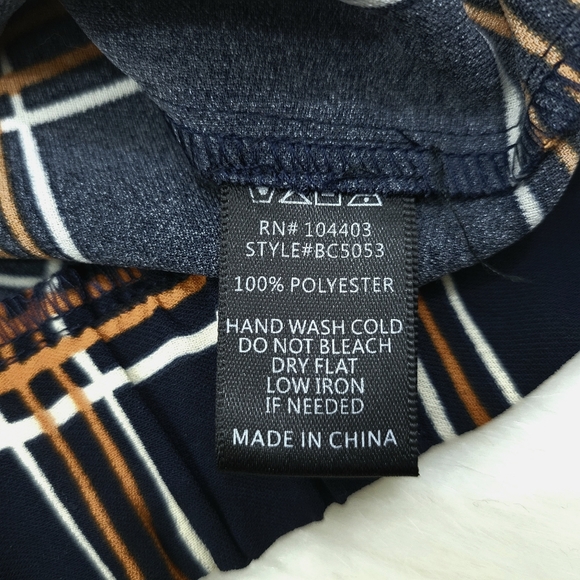 RN# 104403
STYLE#BC5053
100% POLYESTER
HAND WASH COLD
DO NOT BLEACH
DRY FLAT
LOW IRON
IF NEEDED
MADE IN CHINA